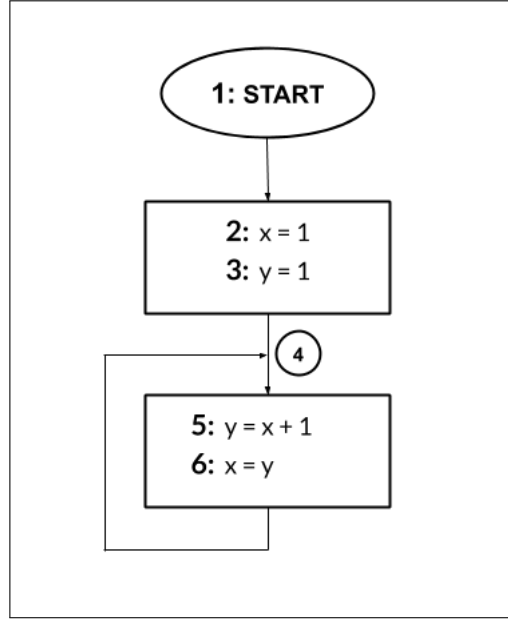 1: START
2: x = 1
3: y = 1
4
5: y = x + 1
6: x = y